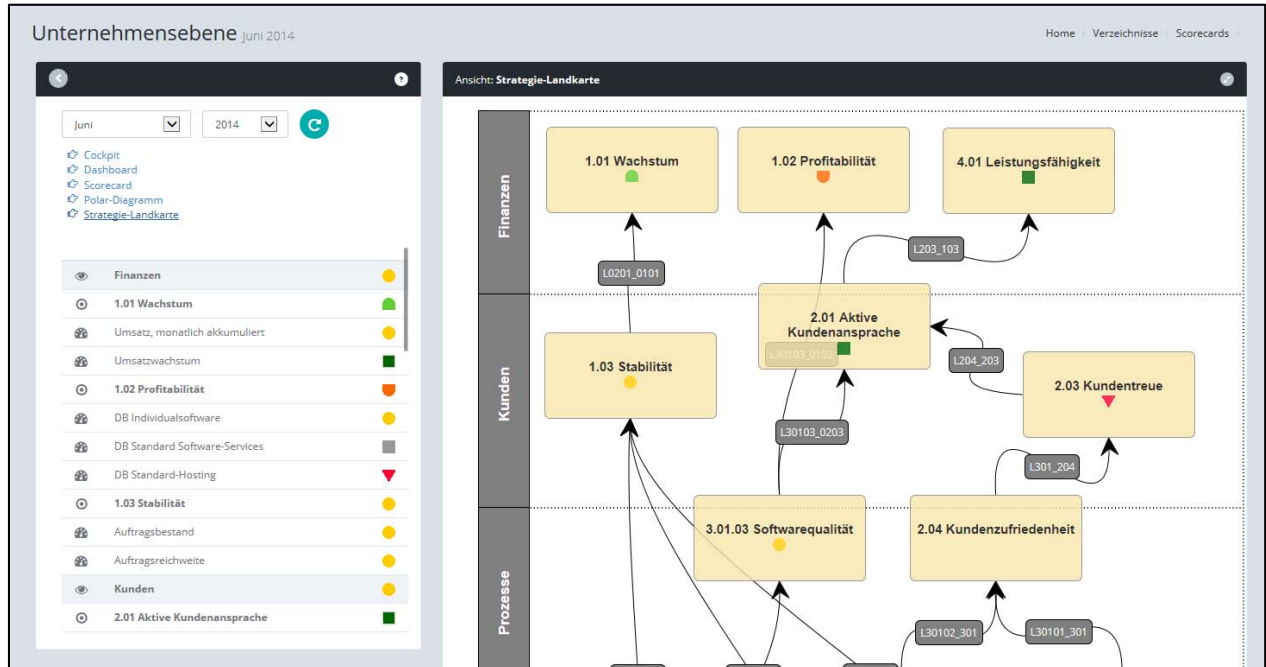 Unternehmensebene Juni 2014
Home / Verzeichnisse / Scorecards /
?
Juni
2014
Cockpit
Dashboard
Scorecard
Polar-Diagramm
Strategie-Landkarte
Finanzen
1.01 Wachstum
Umsatz, monatlich akkumuliert
Umsatzwachstum
1.02 Profitabilität
DB Individualsoftware
DB Standard Software-Services
DB Standard-Hosting
1.03 Stabilität
Auftragsbestand
Auftragsreichweite
Kunden
2.01 Aktive Kundenansprache
Ansicht: Strategie-Landkarte
Finanzen
1.01 Wachstum
1.02 Profitabilität
4.01 Leistungsfähigkeit
L203_103
L0201_0101
Kunden
2.01 Aktive
Kundenansprache
L30103_0102
1.03 Stabilität
L204_203
2.03 Kundentreue
L30103_0203
L301_204
Prozesse
3.01.03 Softwarequalität
2.04 Kundenzufriedenheit
L30102_301
L30101_301